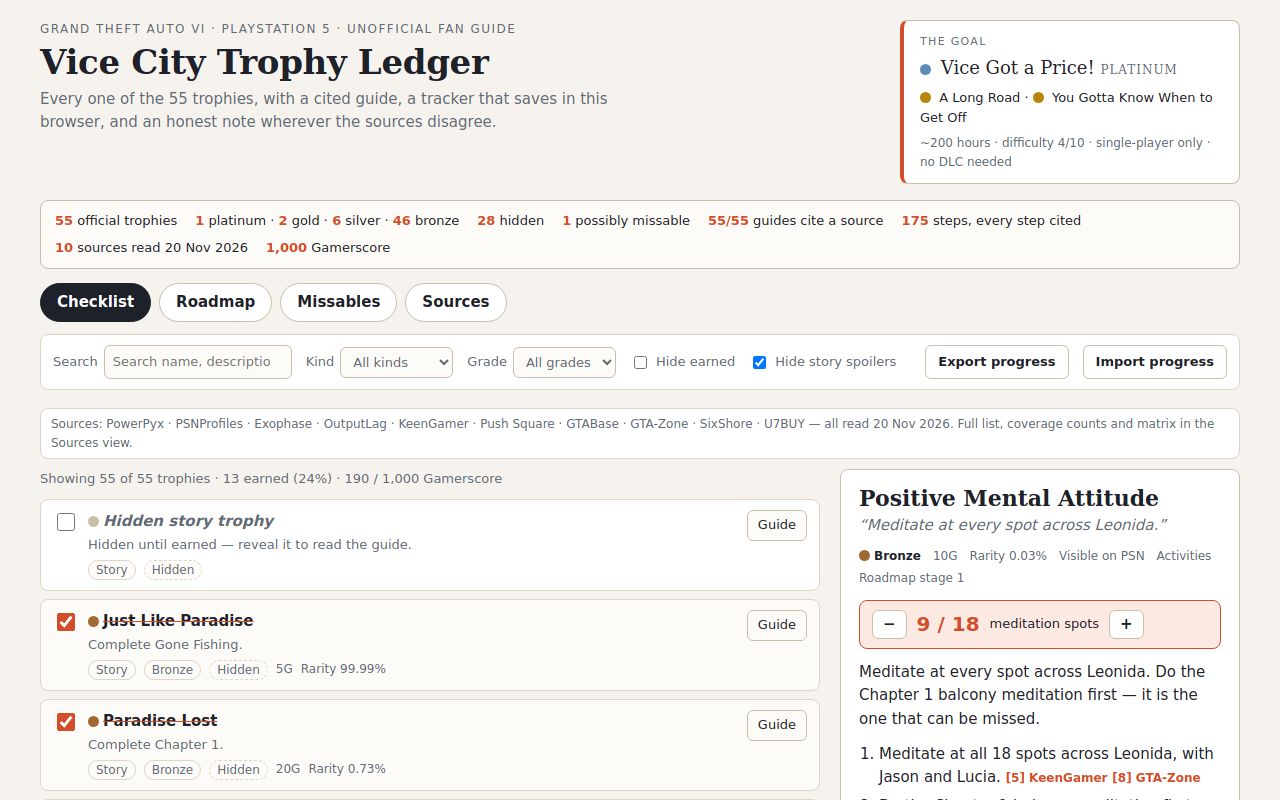 GRAND THEFT AUTO VI · PLAYSTATION 5 · UNOFFICIAL FAN GUIDE
Vice City Trophy Ledger
Every one of the 55 trophies, with a cited guide, a tracker that saves in this
browser, and an honest note wherever the sources disagree.
THE GOAL
Vice Got a Price! PLATINUM
A Long Road · You Gotta Know When to
Get Off
~200 hours · difficulty 4/10 · single-player only ·
no DLC needed
55 official trophies 1 platinum · 2 gold · 6 silver · 46 bronze 28 hidden 1 possibly missable 55/55 guides cite a source 175 steps, every step cited
10 sources read 20 Nov 2026 1,000 Gamerscore
Checklist Roadmap Missables Sources
Search Search name, descriptio Kind All kinds Grade All grades Hide earned Hide story spoilers Export progress Import progress
Sources: PowerPyx · PSNProfiles · Exophase · OutputLag · KeenGamer · Push Square · GTABase · GTA-Zone · SixShore · U7BUY — all read 20 Nov 2026. Full list, coverage counts and matrix in the
Sources view.
Showing 55 of 55 trophies · 13 earned (24%) · 190 / 1,000 Gamerscore
Hidden story trophy
Guide
Hidden until earned — reveal it to read the guide.
Story Hidden
Just Like Paradise
Guide
Complete Gone Fishing.
Story Bronze Hidden 5G Rarity 99.99%
Paradise Lost
Guide
Complete Chapter 1.
Story Bronze Hidden 20G Rarity 0.73%
Positive Mental Attitude
“Meditate at every spot across Leonida.”
Bronze 10G Rarity 0.03% Visible on PSN Activities
Roadmap stage 1
− 9 / 18 meditation spots +
Meditate at every spot across Leonida. Do the
Chapter 1 balcony meditation first — it is the
one that can be missed.
1. Meditate at all 18 spots across Leonida, with
Jason and Lucia. [5] KeenGamer [8] GTA-Zone